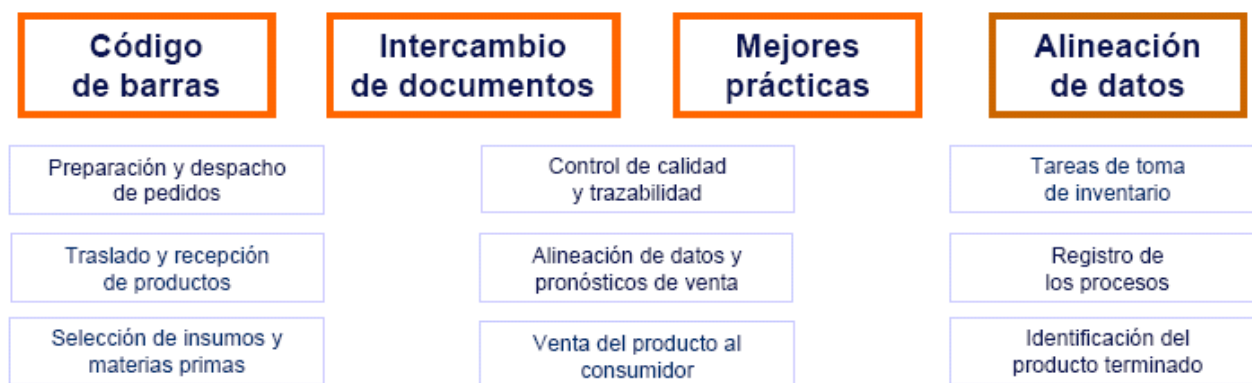 Código
de barras
Intercambio
de documentos
Mejores
prácticas
Alineación
de datos
Preparación y despacho
de pedidos
Control de calidad
y trazabilidad
Tareas de toma
de inventario
Traslado y recepción
de productos
Alineación de datos y
pronósticos de venta
Registro de
los procesos
Selección de insumos y
materias primas
Venta del producto al
consumidor
Identificación del
producto terminado